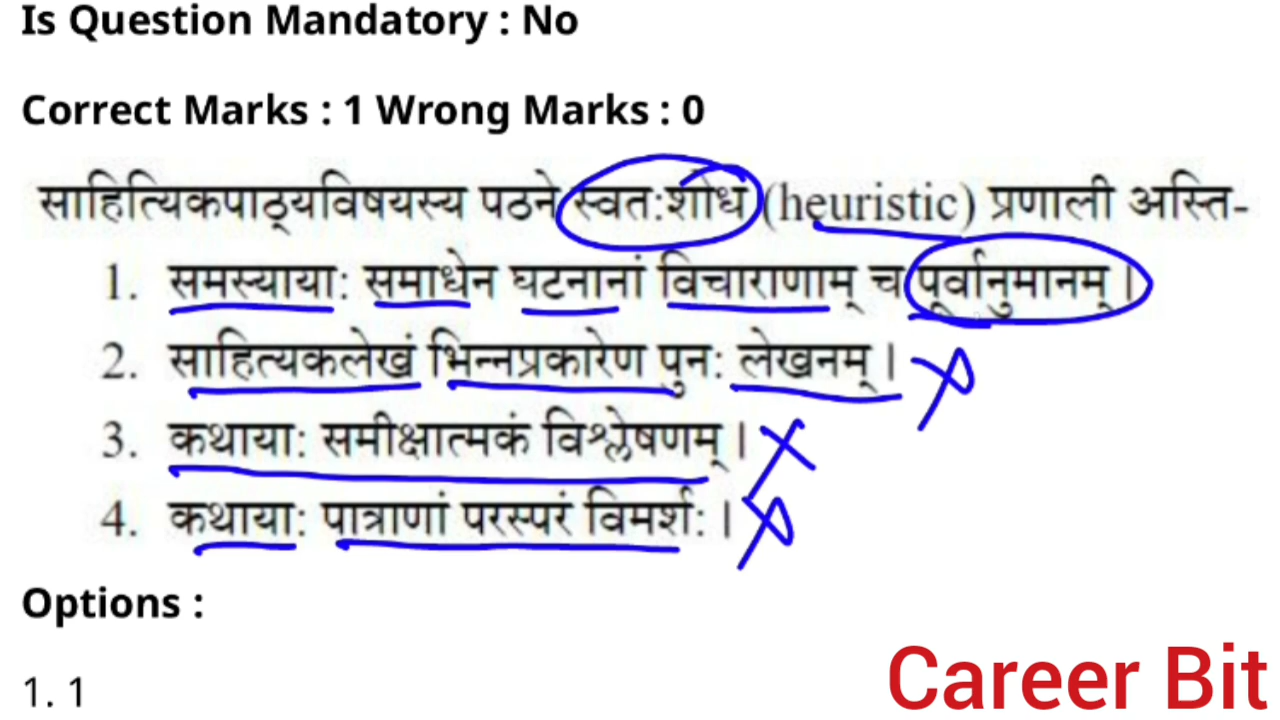 Is Question Mandatory : No
Correct Marks : 1 Wrong Marks : 0
साहित्यिकपाठ्यविषयस्य पठने स्वत:शोध (heuristic) प्रणाली अस्ति-
1. समस्याया: समाधेन घटनानां विचाराणाम् च पूर्वानुमानम् ।
2. साहित्यकलेखं भिन्नप्रकारेण पुन: लेखनम् ।
3. कथाया: समीक्षात्मकं विश्लेषणम् ।
4. कथाया: पात्राणां परस्परं विमर्श: ।
Options :
1. 1
Career Bit